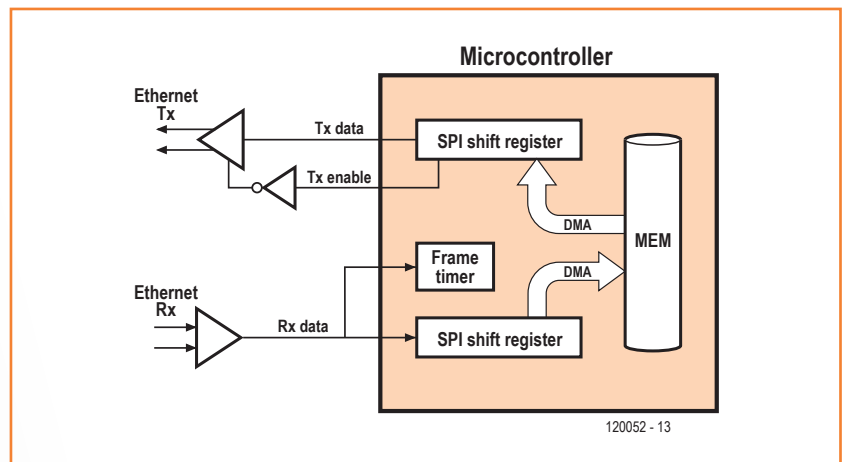 Microcontroller
Ethernet
Tx
Tx data
SPI shift register
Tx enable
DMA
MEM
Frame
timer
DMA
Ethernet
Rx
Rx data
SPI shift register
120052 - 13